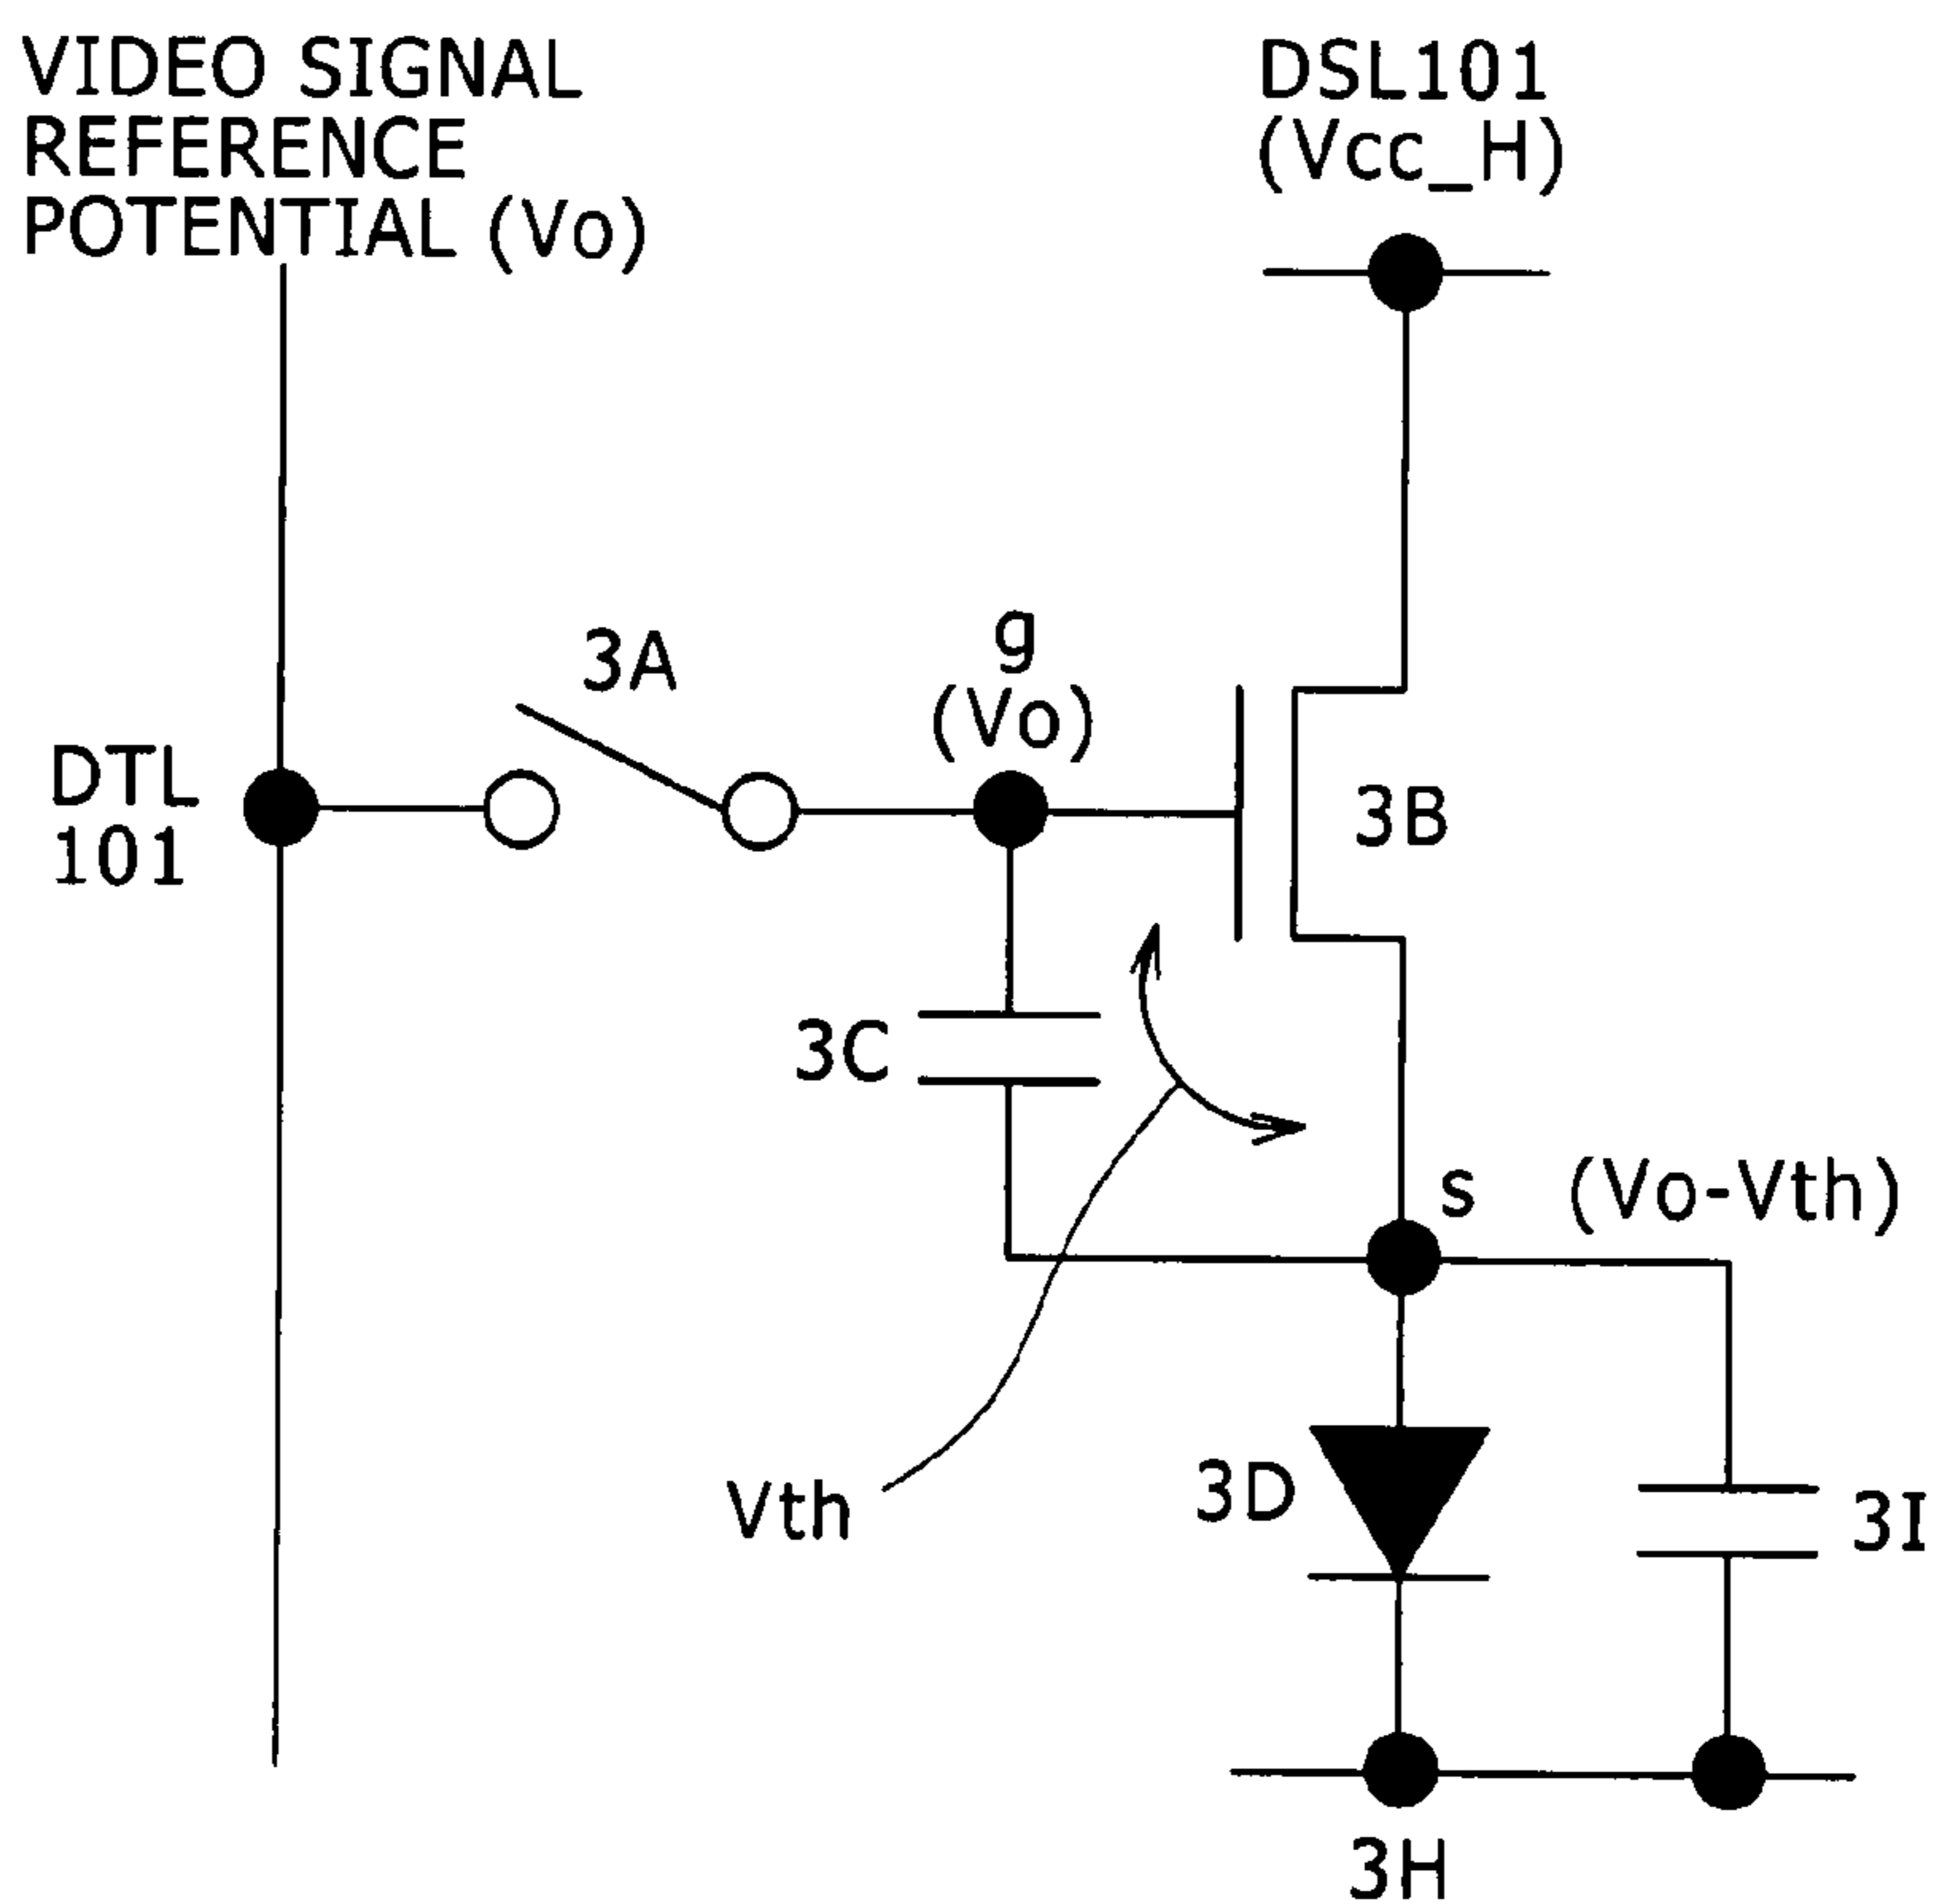 VIDEO SIGNAL
REFERENCE
POTENTIAL (Vo)
DSL101
(Vcc_H)
3A
g
(Vo)
DTL
101
3B
3C
s (Vo-Vth)
Vth
3D
3I
3H